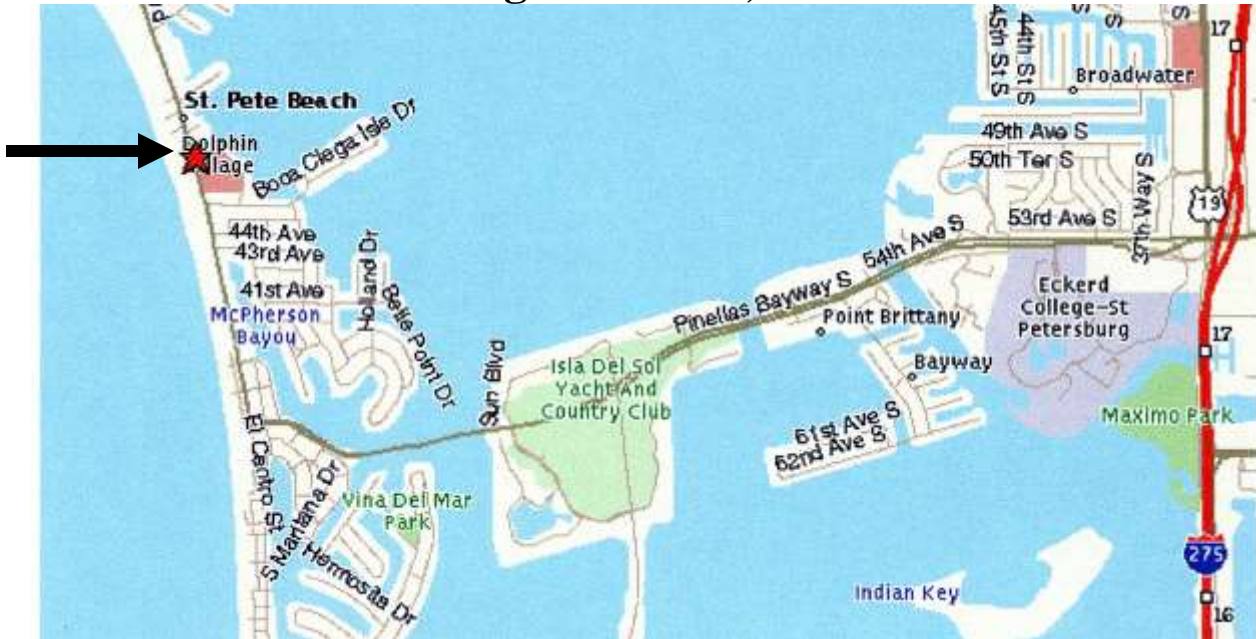 17
45th St S
44th St S
S
S
Broadwater
St. Pete Beach
Dolphin
Village
Boca Ciega Isle Dr
49th Ave S
50th Ter S
37th Way S
19
53rd Ave S
54th Ave S
44th Ave
43rd Ave
41st Ave
Holland Dr
Belle Point Dr
McPherson
Bayou
Pinellas Bayway S
Point Brittany
Eckerd
College-St
Petersburg
17
Bayway
Sun Blvd
Isla Del Sol
Yacht And
Country Club
Maximo Park
61st Ave S
62nd Ave S
El Centro St
S Maritana Dr
Vina Del Mar
Park
Hermosita Dr
275
Indian Key
16